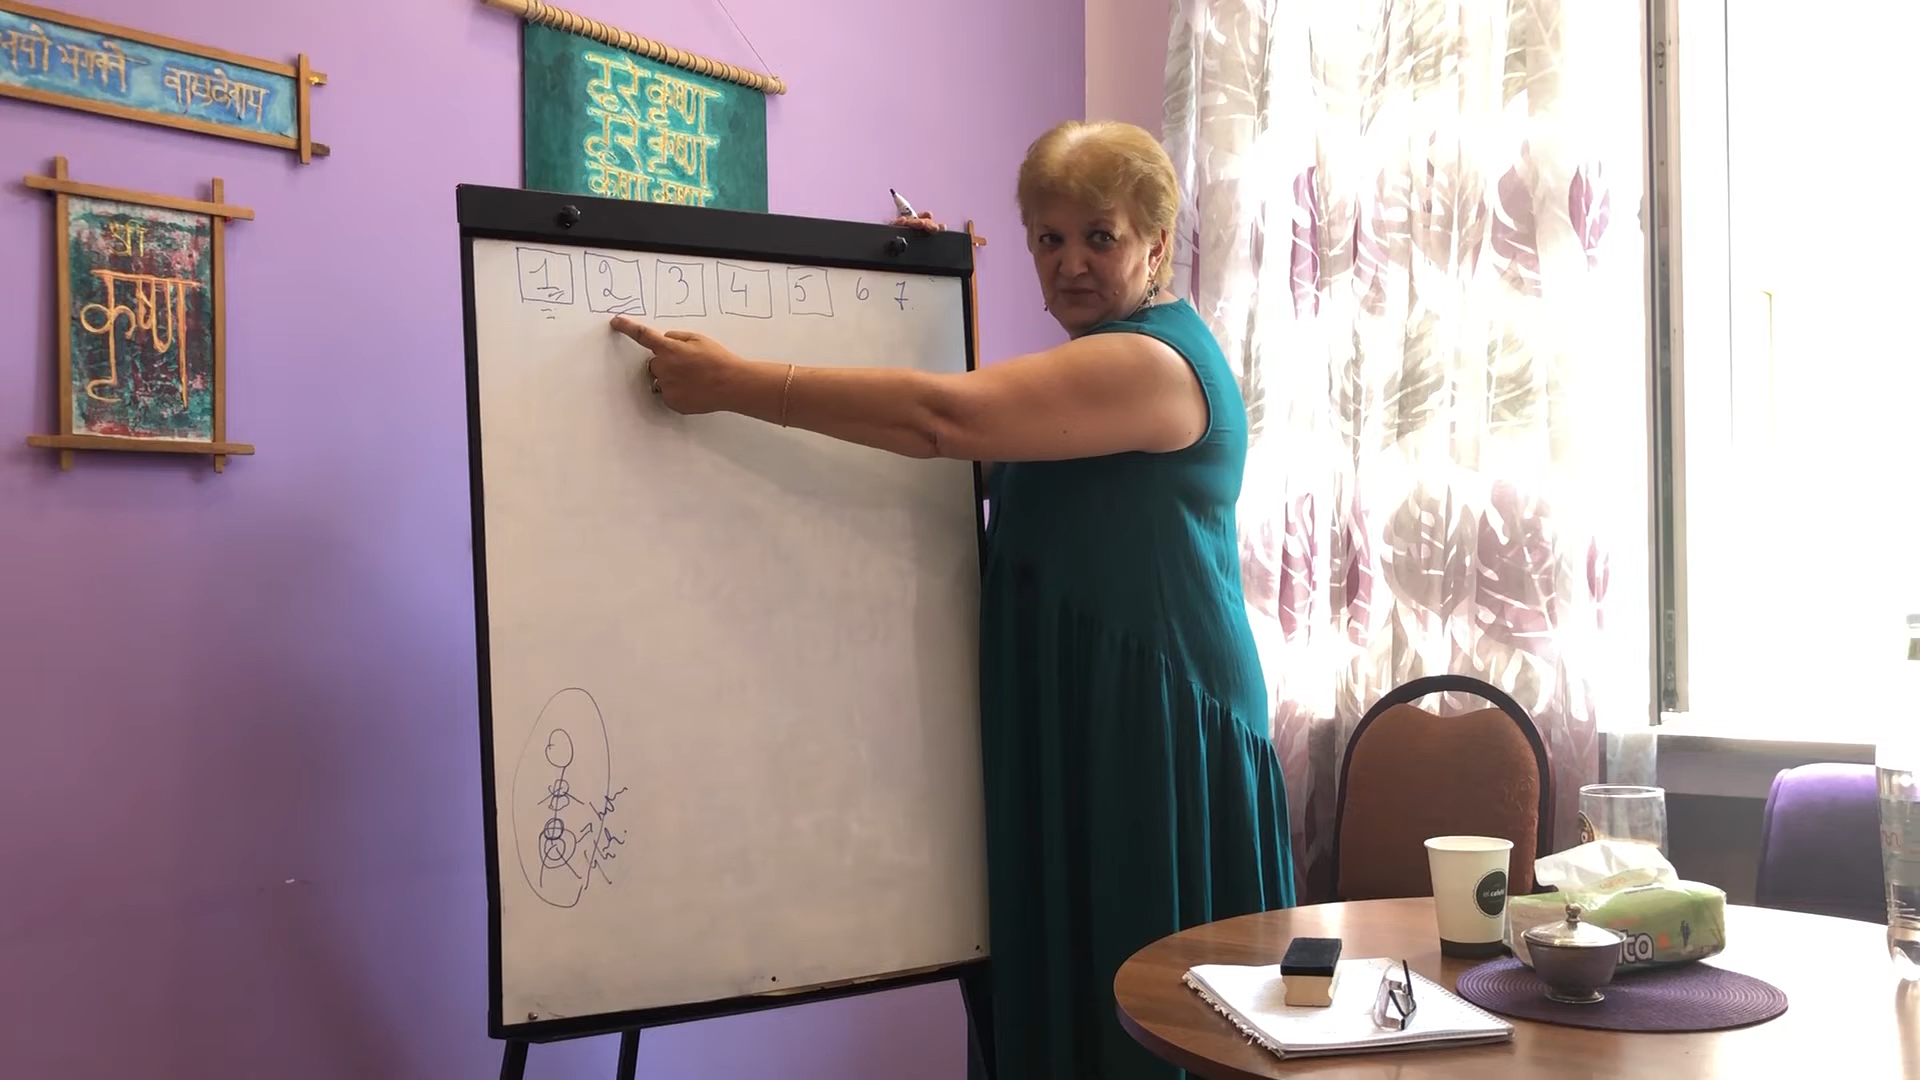 नमो भगवते वासुदेवाय
हरे कृष्ण
हरे कृष्ण
कृष्ण कृष्ण
श्री
कृष्ण
1 2 3 4 5 6 7.